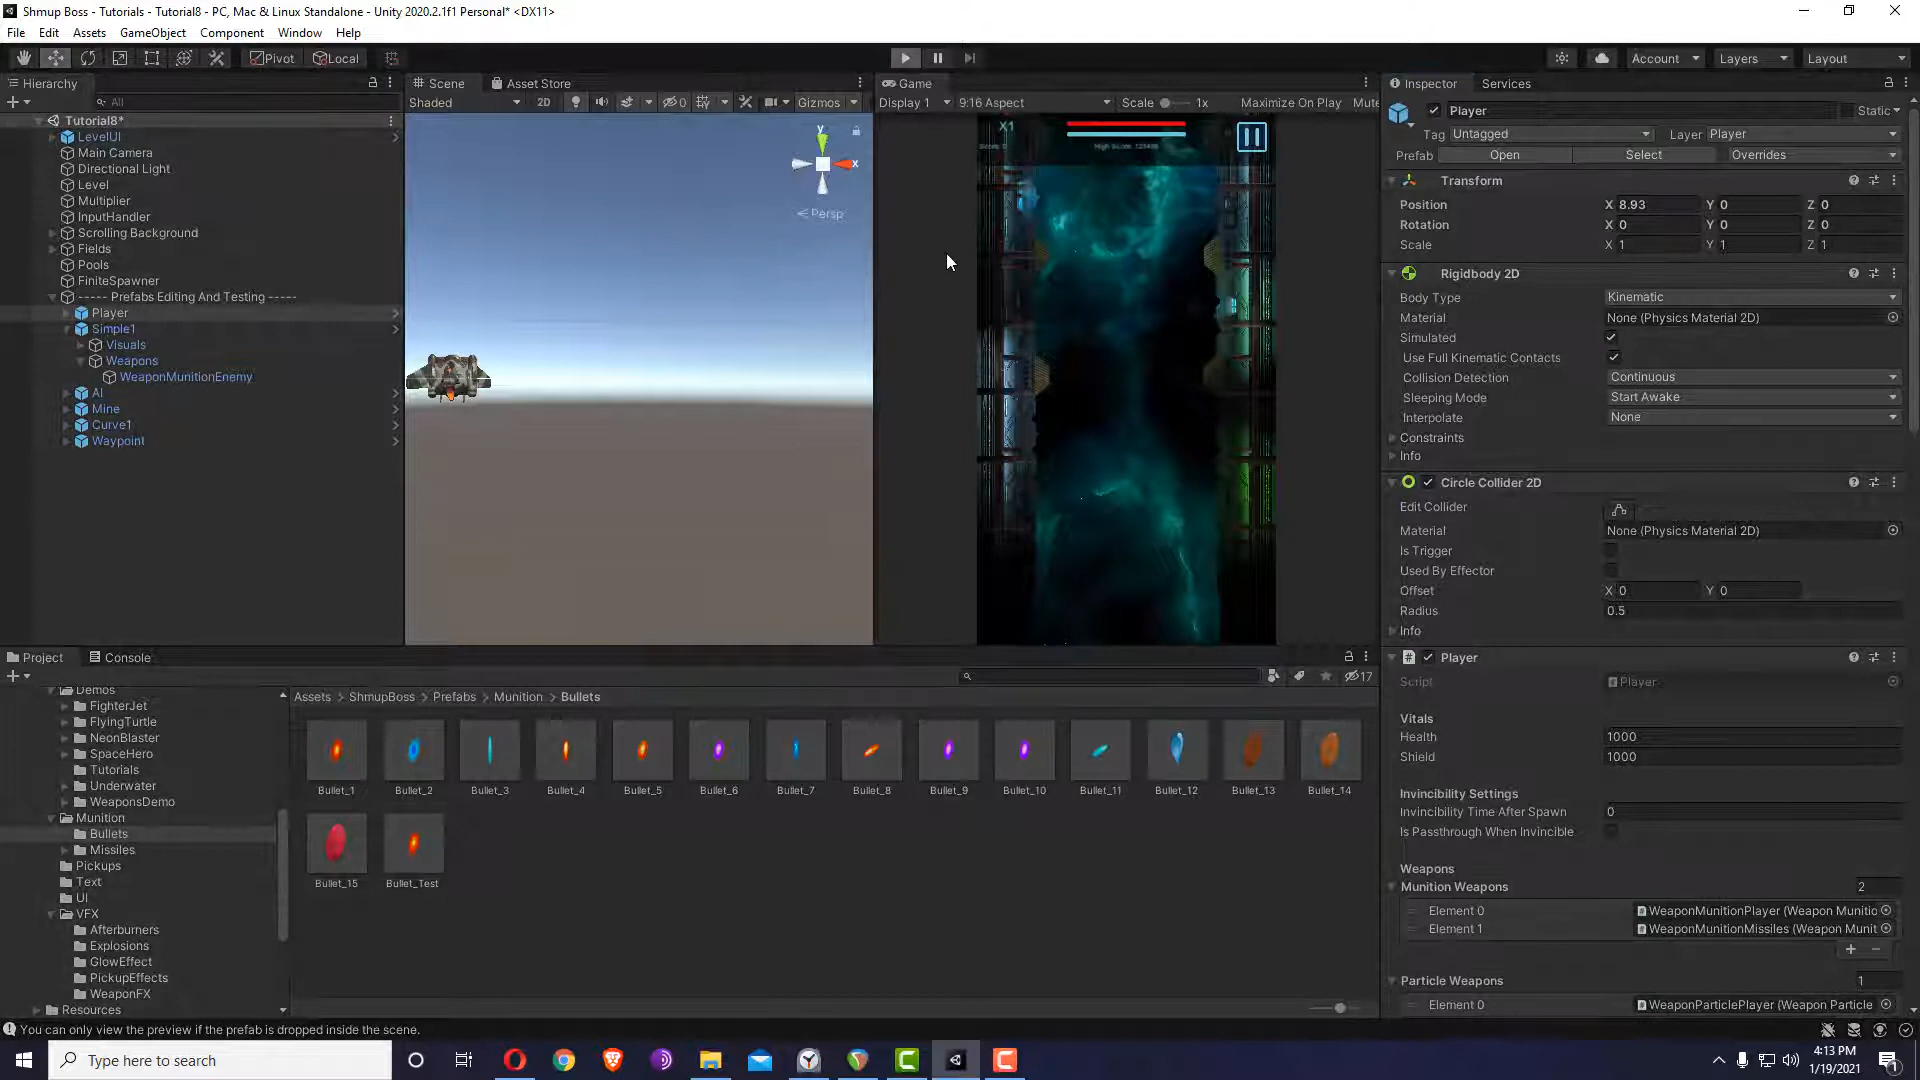 Shmup Boss - Tutorials - Tutorial8 - PC, Mac & Linux Standalone - Unity 2020.2.1f1 Personal* <DX11>
File Edit Assets GameObject Component Window Help
Pivot Local Account Layers Layout
Hierarchy
All
Tutorial8*
LevelUI
Main Camera
Directional Light
Level
Multiplier
InputHandler
Scrolling Background
Fields
Pools
FiniteSpawner
----- Prefabs Editing And Testing -----
Player
Simple1
Visuals
Weapons
WeaponMunitionEnemy
AI
Mine
Curve1
Waypoint
Scene Asset Store
Shaded 2D 0 Gizmos
y
x
Persp
Game
Display 1 9:16 Aspect Scale 1x Maximize On Play Mute
X1
High Score: 123456
Inspector Services
Player Static
Tag Untagged Layer Player
Prefab Open Select Overrides
Transform
Position X 8.93 Y 0 Z 0
Rotation X 0 Y 0 Z 0
Scale X 1 Y 1 Z 1
Rigidbody 2D
Body Type Kinematic
Material None (Physics Material 2D)
Simulated
Use Full Kinematic Contacts
Collision Detection Continuous
Sleeping Mode Start Awake
Interpolate None
Constraints
Info
Circle Collider 2D
Edit Collider
Material None (Physics Material 2D)
Is Trigger
Used By Effector
Offset X 0 Y 0
Radius 0.5
Info
Player
Script Player
Vitals
Health 1000
Shield 1000
Invincibility Settings
Invincibility Time After Spawn 0
Is Passthrough When Invincible
Weapons
Munition Weapons 2
Element 0 WeaponMunitionPlayer (Weapon Munitic
Element 1 WeaponMunitionMissiles (Weapon Munit
Particle Weapons 1
Element 0 WeaponParticlePlayer (Weapon Particle
Project Console
17
Demos
FighterJet
FlyingTurtle
NeonBlaster
SpaceHero
Tutorials
Underwater
WeaponsDemo
Munition
Bullets
Missiles
Pickups
Text
UI
VFX
Afterburners
Explosions
GlowEffect
PickupEffects
WeaponFX
Resources
Assets > ShmupBoss > Prefabs > Munition > Bullets
Bullet_1 Bullet_2 Bullet_3 Bullet_4 Bullet_5 Bullet_6 Bullet_7 Bullet_8 Bullet_9 Bullet_10 Bullet_11 Bullet_12 Bullet_13 Bullet_14
Bullet_15 Bullet_Test
You can only view the preview if the prefab is dropped inside the scene.
Type here to search
4:13 PM
1/19/2021
1